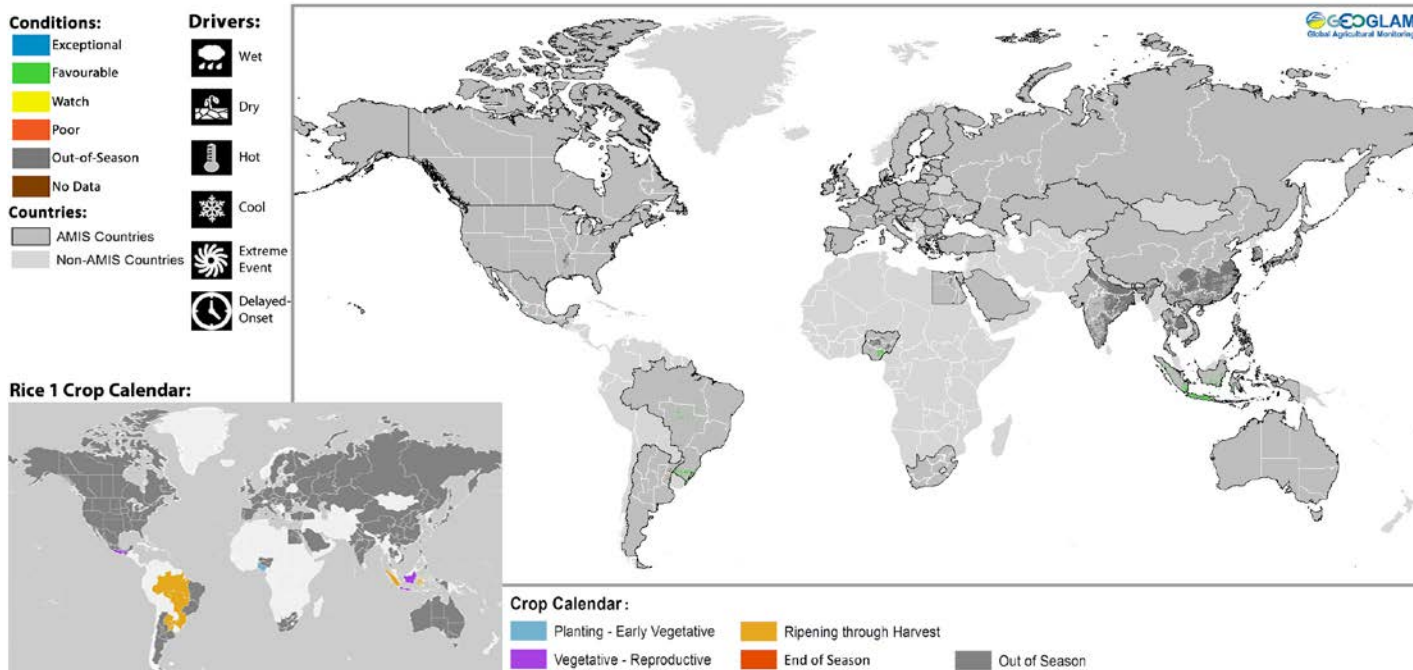 Conditions:
Exceptional
Favourable
Watch
Poor
Out-of-Season
No Data
Countries:
AMIS Countries
Non-AMIS Countries
Drivers:
Wet
Dry
Hot
Cool
Extreme
Event
Delayed-
Onset
GEOGLAM
Global Agricultural Monitoring
Rice 1 Crop Calendar:
Crop Calendar :
Planting - Early Vegetative
Vegetative - Reproductive
Ripening through Harvest
End of Season
Out of Season